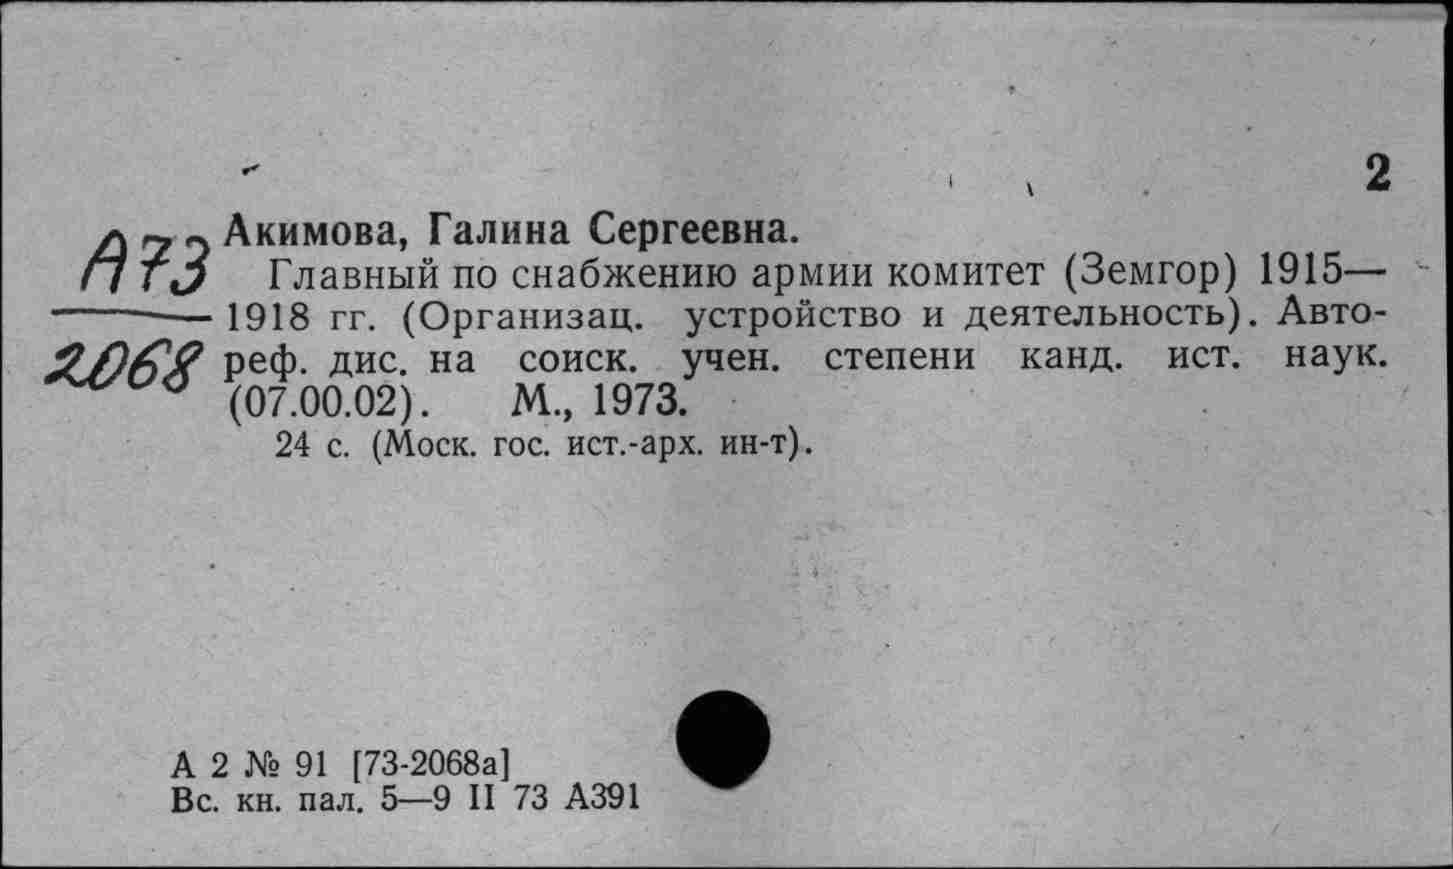 2
А73
2068
Акимова, Галина Сергеевна.
Главный по снабжению армии комитет (Земгор) 1915—
1918 гг. (Организац. устройство и деятельность). Авто-
реф. дис. на соиск. учен. степени канд. ист. наук.
(07.00.02). М., 1973.
24 с. (Моск. гос. ист.-арх. ин-т).
А 2 № 91 [73-2068а]
Вс. кн. пал. 5—9 II 73 А391